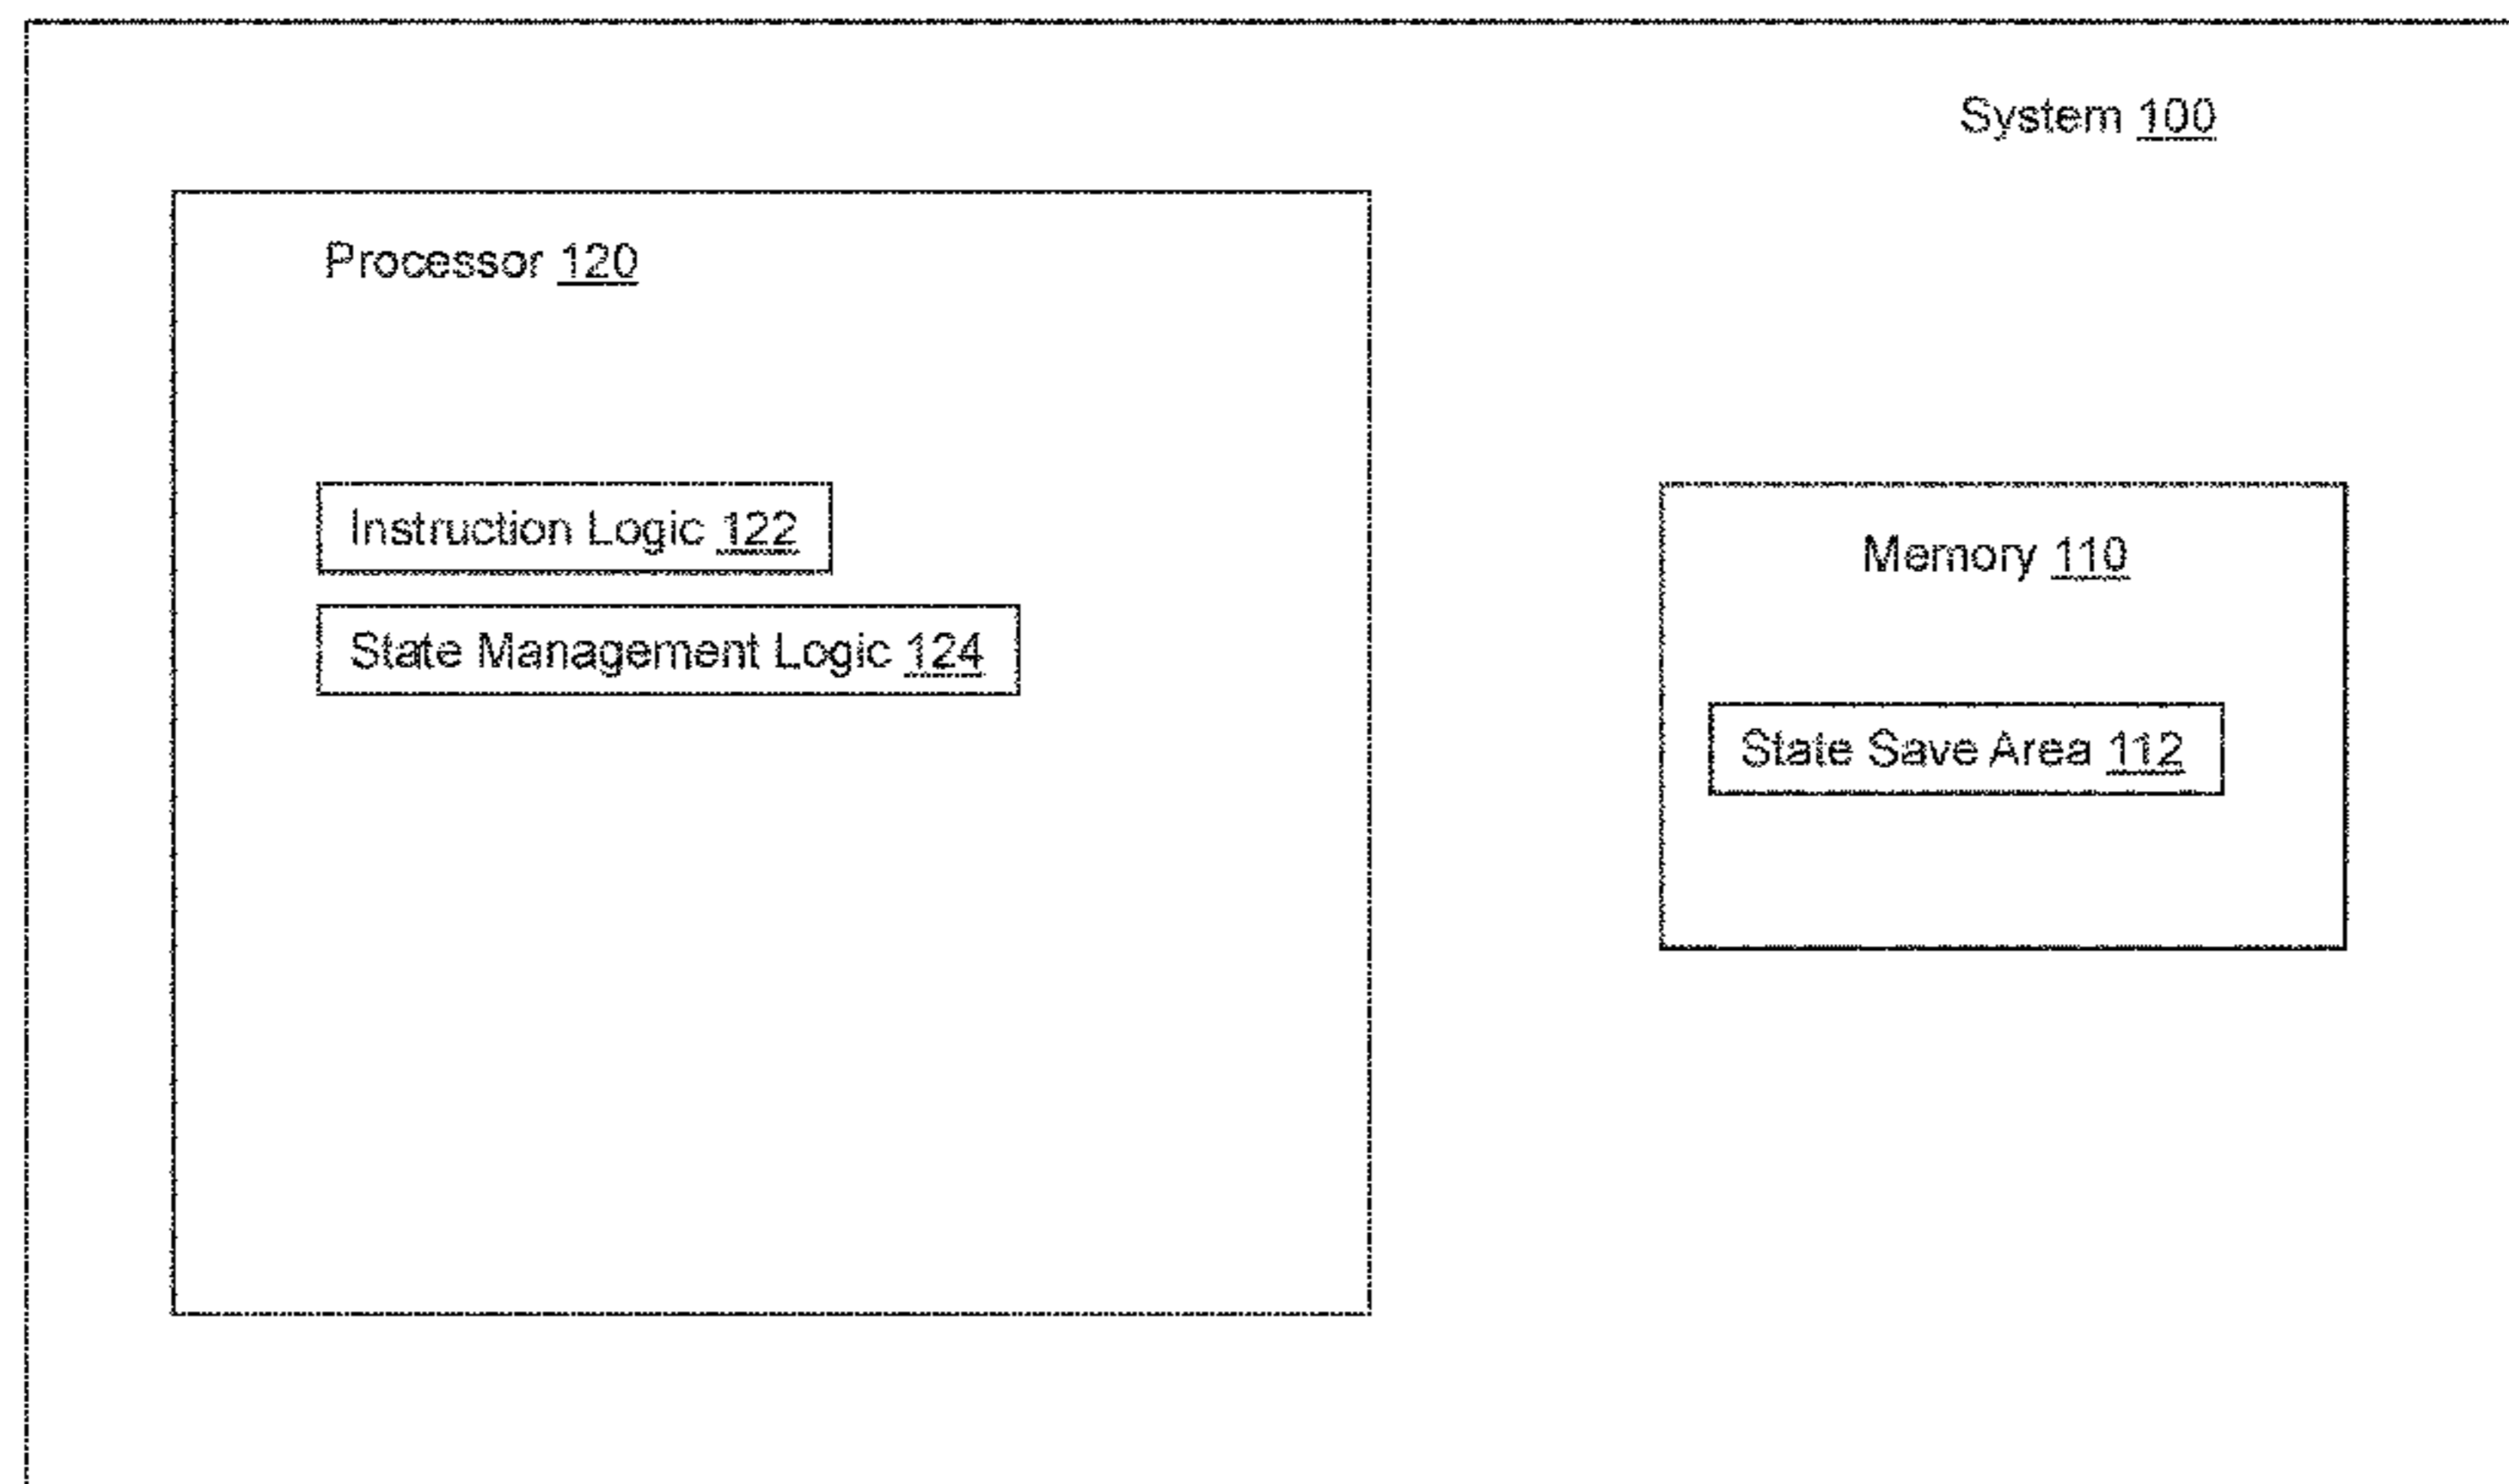 System 100
Processor 120
Instruction Logic 122
State Management Logic 124
Memory 110
State Save Area 112